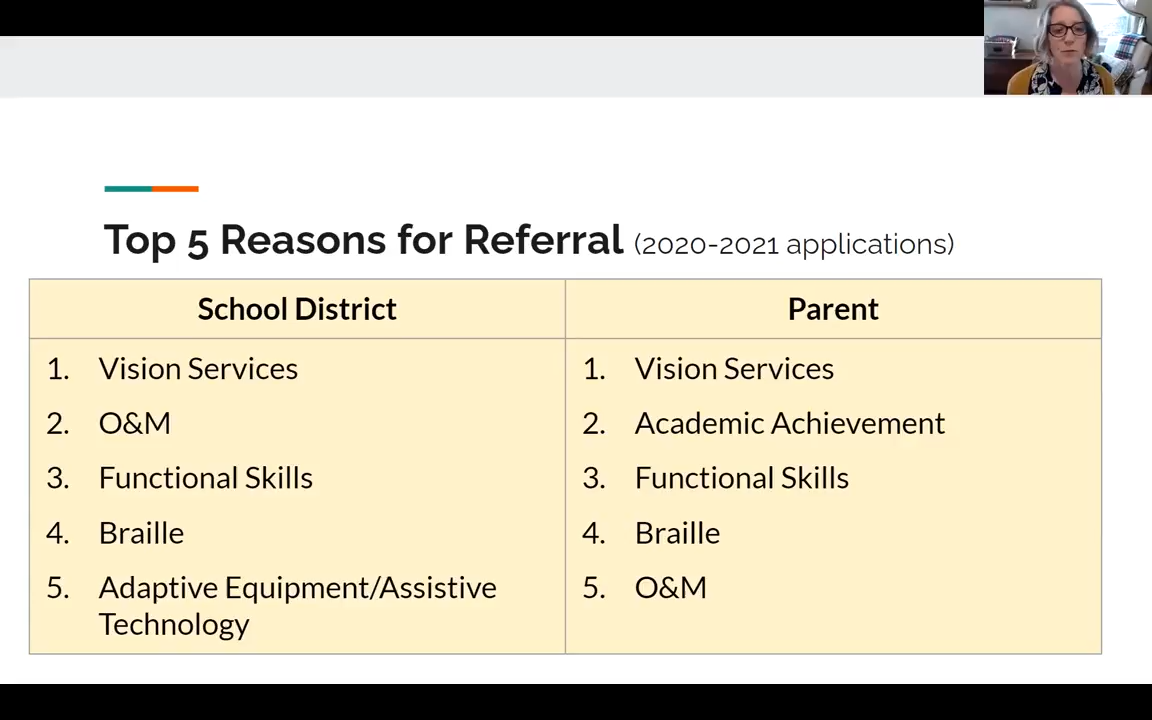 Top 5 Reasons for Referral (2020-2021 applications)
School District
Parent
1. Vision Services
2. O&M
3. Functional Skills
4. Braille
5. Adaptive Equipment/Assistive
Technology
1. Vision Services
2. Academic Achievement
3. Functional Skills
4. Braille
5. O&M